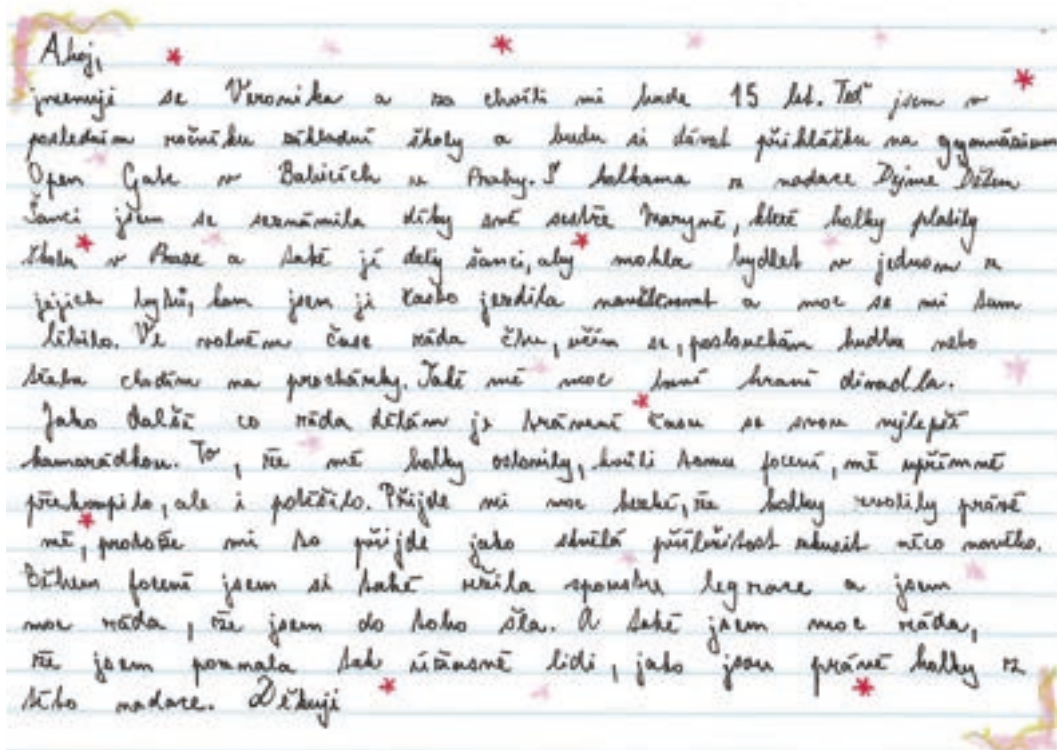 Ahoj,
jmenuji se Veronika a za chvíli mi bude 15 let. Teď jsem v
posledním ročníku základní školy a budu si dávat přihlášku na gymnázium
Open Gate v Babicích u Prahy. S holkama z nadace Dejme Dětem
Šanci jsem se seznámila díky své sestře Maryně, které holky platily
školu v Praze a také jí daly šanci, aby mohla bydlet v jednom z
jejich bytů, kam jsem ji často jezdila navštěvovat a moc se mi tam
líbilo. Ve volném čase ráda čtu, učím se, poslouchám hudbu nebo
třeba chodím na procházky. Také mě moc baví hraní divadla.
Jako další co ráda dělám je trávení času se svou nejlepší
kamarádkou. To, že mě holky oslovily, kvůli tomu focení, mě upřímně
překvapilo, ale i potěšilo. Přijde mi moc hezké, že holky zvolily právě
mě, protože mi to přijde jako skvělá příležitost zkusit něco nového.
Během focení jsem si také užila spoustu legrace a jsem
moc ráda, že jsem do toho šla. A také jsem moc ráda,
že jsem poznala tak úžasné lidi, jako jsou právě holky z
této nadace. Děkuji